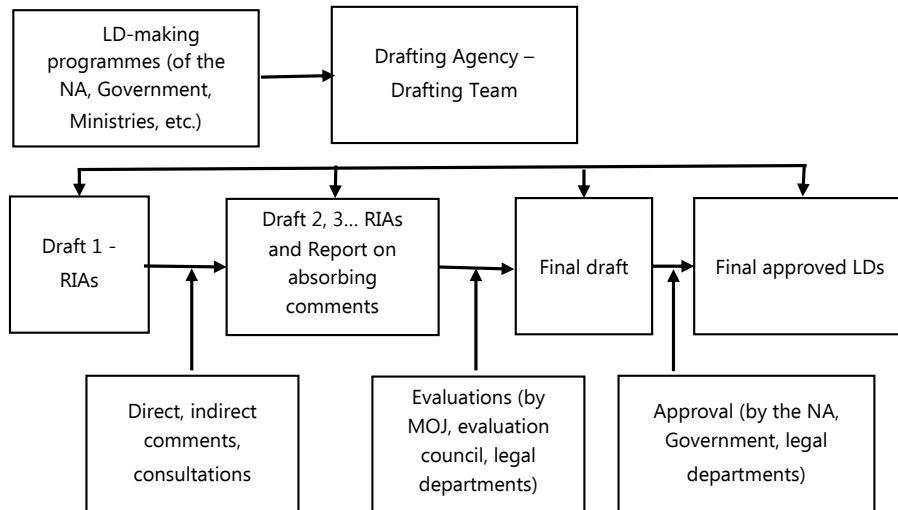 LD-making
programmes (of the
NA, Government,
Ministries, etc.)
Drafting Agency –
Drafting Team
Draft 1 -
RIAs
Draft 2, 3... RIAs
and Report on
absorbing
comments
Final draft
Final approved LDs
Direct, indirect
comments,
consultations
Evaluations (by
MOJ, evaluation
council, legal
departments)
Approval (by the NA,
Government, legal
departments)